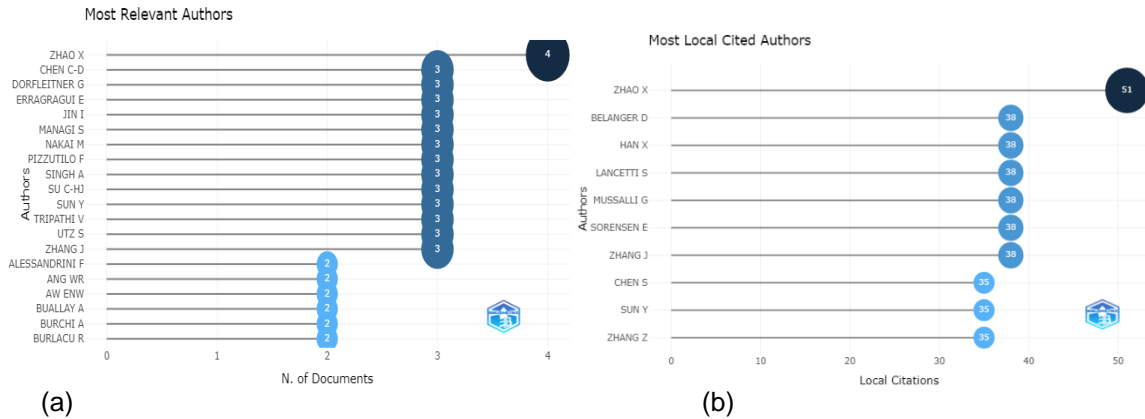 Most Relevant Authors
ZHAO X 4
CHEN C-D 3
DORFLEITNER G 3
ERRAGRAGUI E 3
JIN I 3
MANAGI S 3
NAKAI M 3
PIZZUTILO F 3
SINGH A 3
SU C-HJ 3
SUN Y 3
TRIPATHI V 3
UTZ S 3
ZHANG J 3
ALESSANDRINI F 2
ANG WR 2
AW ENW 2
BUALLAY A 2
BURCHI A 2
BURLACU R 2
Authors
0 1 2 3 4
N. of Documents
(a)
Most Local Cited Authors
ZHAO X 51
BELANGER D 38
HAN X 38
LANCETTI S 38
MUSSALLI G 38
SORENSEN E 38
ZHANG J 38
CHEN S 35
SUN Y 35
ZHANG Z 35
Authors
0 10 20 30 40 50
Local Citations
(b)